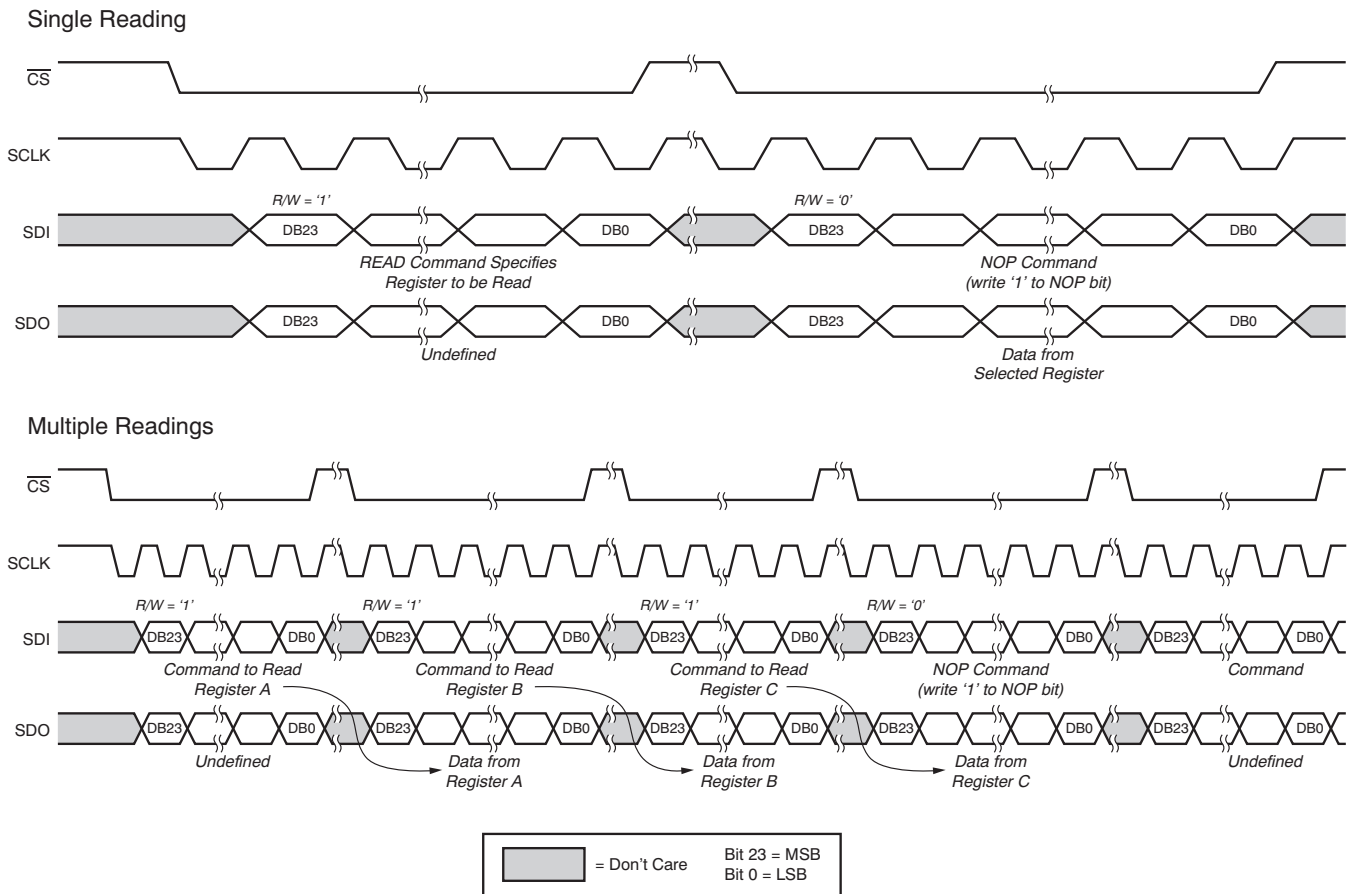 Single Reading
CS
SCLK
R/W = ‘1’
R/W = ‘0’
SDI
DB23
DB0
DB23
DB0
READ Command Specifies
Register to be Read
NOP Command
(write ‘1’ to NOP bit)
SDO
DB23
DB0
DB23
DB0
Undefined
Data from
Selected Register
Multiple Readings
CS
SCLK
R/W = ‘1’
R/W = ‘1’
R/W = ‘1’
R/W = ‘0’
SDI
DB23
DB0
DB23
DB0
DB23
DB0
DB23
DB0
DB23
DB0
Command to Read
Register A
Command to Read
Register B
Command to Read
Register C
NOP Command
(write ‘1’ to NOP bit)
Command
SDO
DB23
DB0
DB23
DB0
DB23
DB0
DB23
DB0
DB23
DB0
Undefined
Data from
Register A
Data from
Register B
Data from
Register C
Undefined
= Don’t Care
Bit 23 = MSB
Bit 0 = LSB